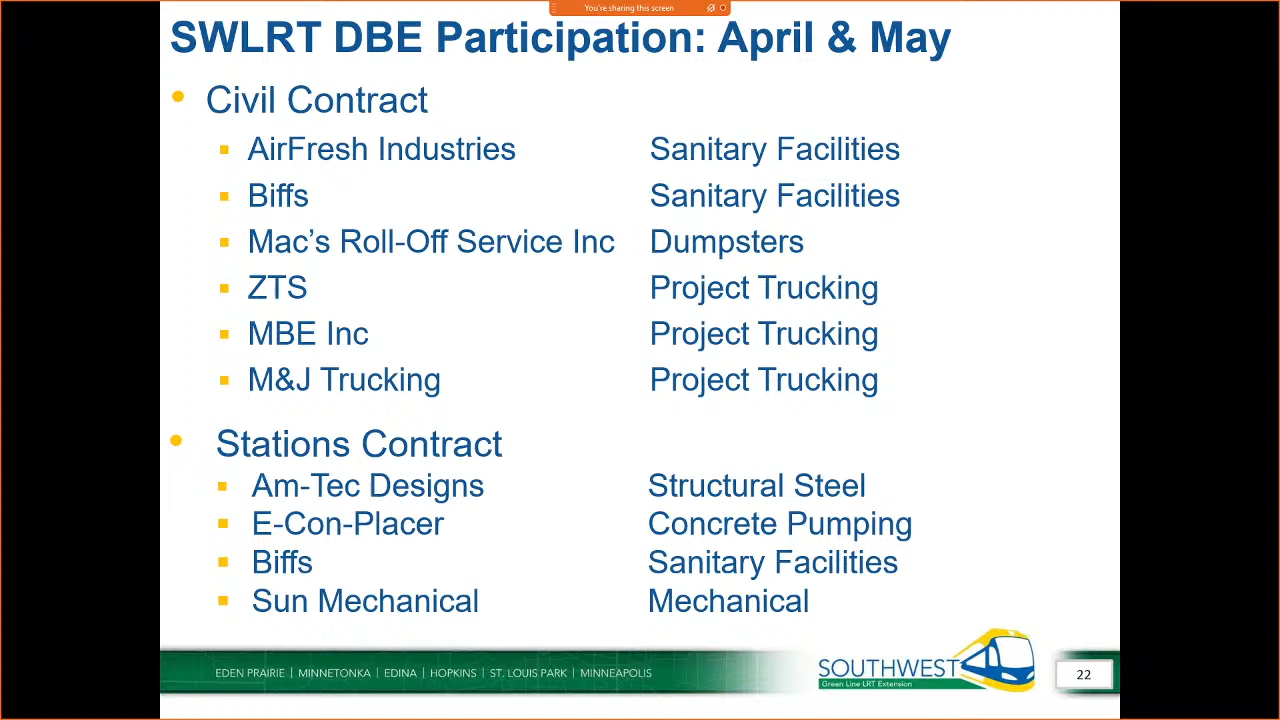 You're sharing this screen
SWLRT DBE Participation: April & May
• Civil Contract
▪ AirFresh Industries Sanitary Facilities
▪ Biffs Sanitary Facilities
▪ Mac’s Roll-Off Service Inc Dumpsters
▪ ZTS Project Trucking
▪ MBE Inc Project Trucking
▪ M&J Trucking Project Trucking
• Stations Contract
▪ Am-Tec Designs Structural Steel
▪ E-Con-Placer Concrete Pumping
▪ Biffs Sanitary Facilities
▪ Sun Mechanical Mechanical
EDEN PRAIRIE | MINNETONKA | EDINA | HOPKINS | ST. LOUIS PARK | MINNEAPOLIS
SOUTHWEST
Green Line LRT Extension
22